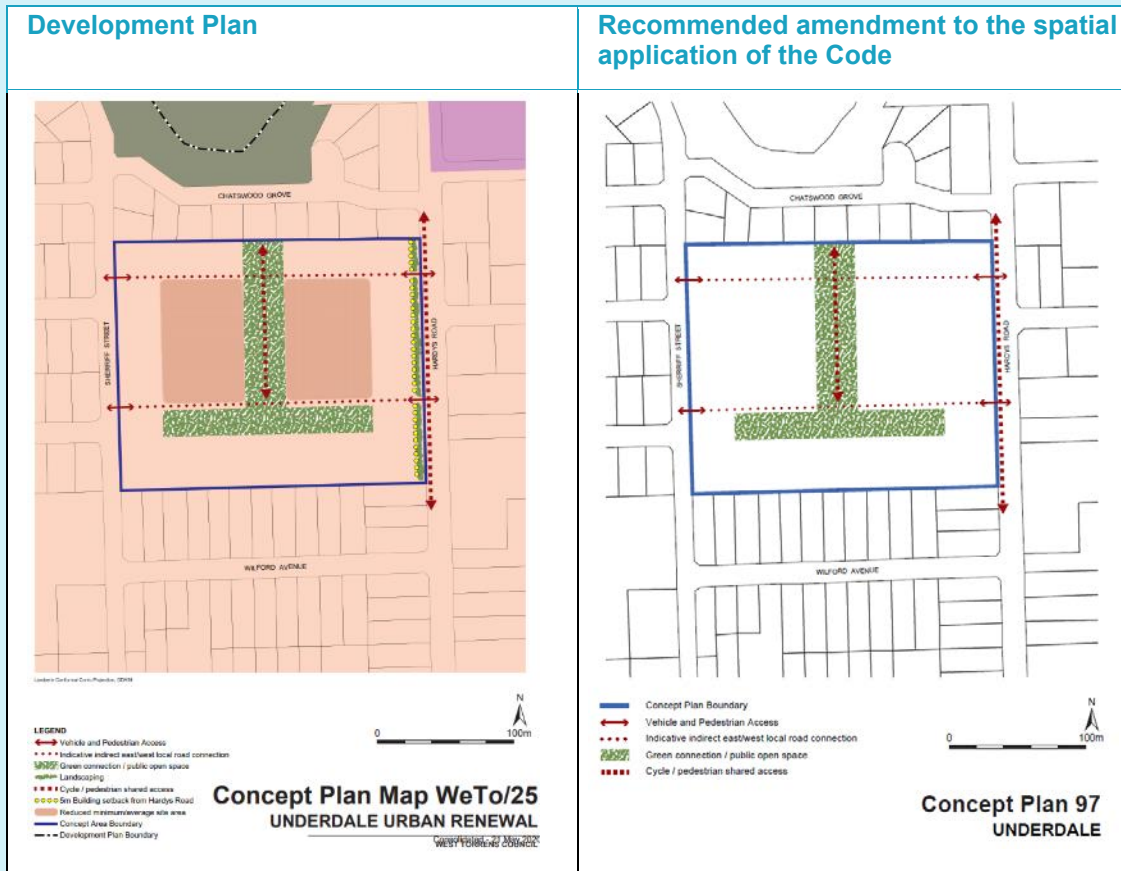 Development Plan
Recommended amendment to the spatial
application of the Code
CHATSWOOD GROVE
SHERRIFF STREET
HARDYS ROAD
WILFORD AVENUE
N
0 100m
LEGEND
Vehicle and Pedestrian Access
Indicative indirect east/west local road connection
Green connection / public open space
Landscaping
Cycle / pedestrian shared access
5m Building setback from Hardys Road
Reduced minimum/average site area
Concept Area Boundary
Development Plan Boundary
Concept Plan Map WeTo/25
UNDERDALE URBAN RENEWAL
Consolidated - 21 May 2020
WEST TORRENS COUNCIL
CHATSWOOD GROVE
SHERRIFF STREET
HARDYS ROAD
WILFORD AVENUE
Concept Plan Boundary
Vehicle and Pedestrian Access
Indicative indirect east/west local road connection
Green connection / public open space
Cycle / pedestrian shared access
N
0 100m
Concept Plan 97
UNDERDALE